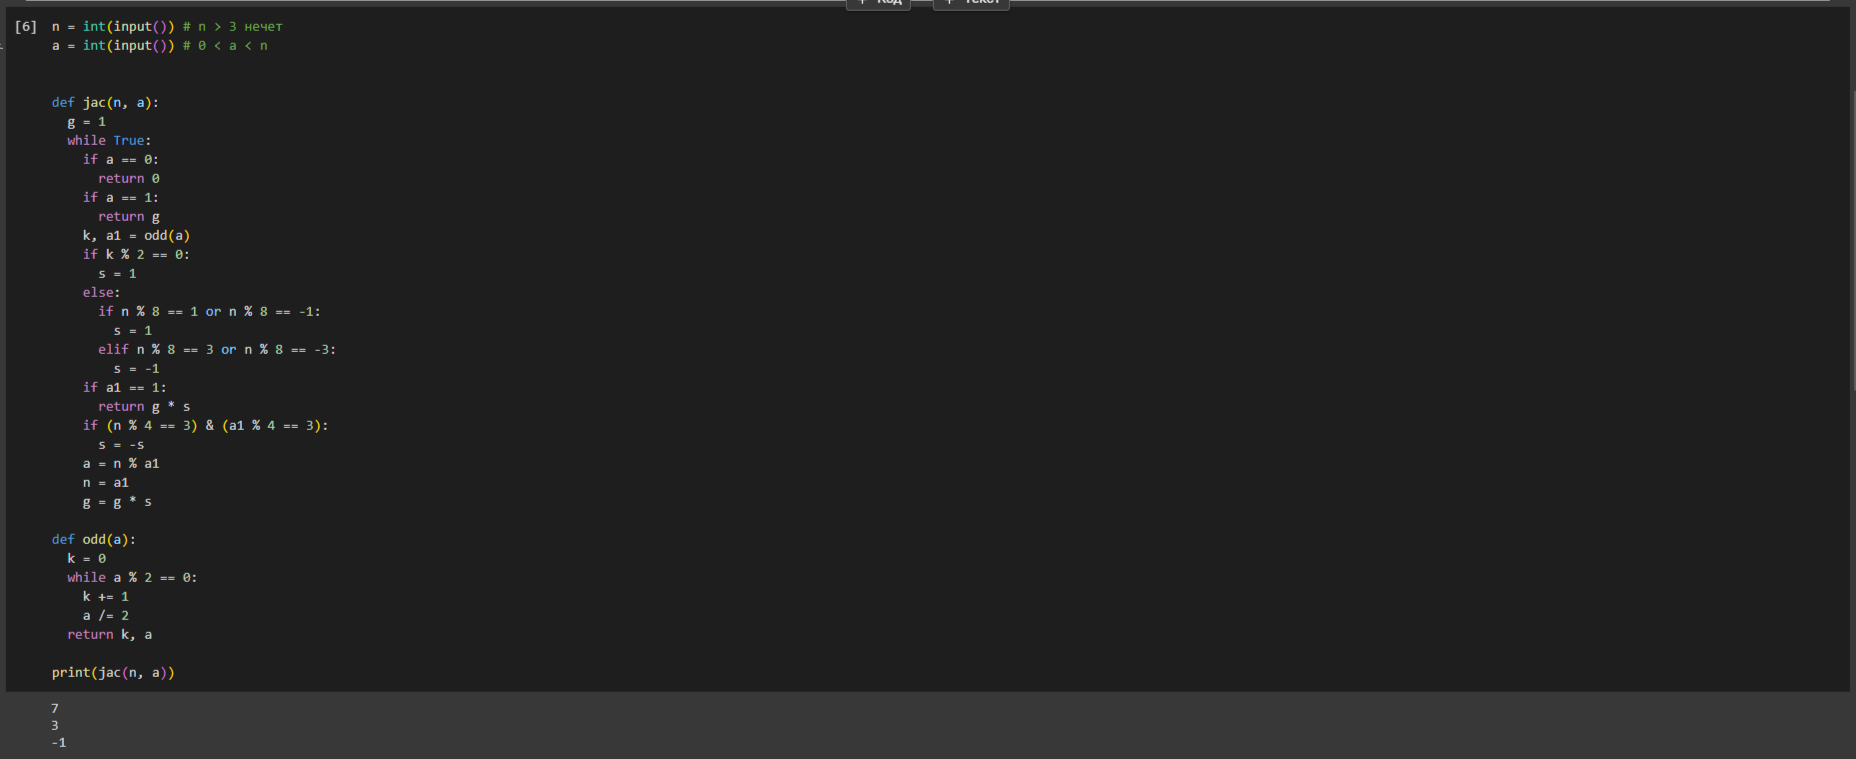 + Код + Текст
[6] n = int(input()) # n > 3 нечет
a = int(input()) # 0 < a < n
def jac(n, a):
g = 1
while True:
if a == 0:
return 0
if a == 1:
return g
k, a1 = odd(a)
if k % 2 == 0:
s = 1
else:
if n % 8 == 1 or n % 8 == -1:
s = 1
elif n % 8 == 3 or n % 8 == -3:
s = -1
if a1 == 1:
return g * s
if (n % 4 == 3) & (a1 % 4 == 3):
s = -s
a = n % a1
n = a1
g = g * s
def odd(a):
k = 0
while a % 2 == 0:
k += 1
a /= 2
return k, a
print(jac(n, a))
7
3
-1